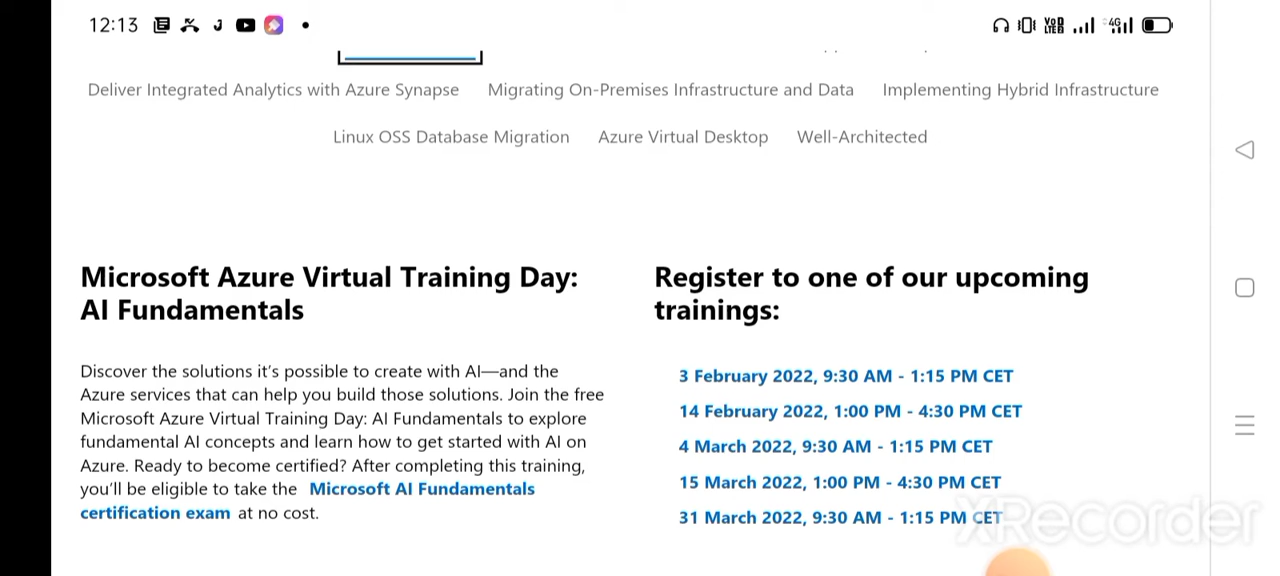 12:13
VoD LTE 4G
Deliver Integrated Analytics with Azure Synapse Migrating On-Premises Infrastructure and Data Implementing Hybrid Infrastructure
Linux OSS Database Migration Azure Virtual Desktop Well-Architected
Microsoft Azure Virtual Training Day:
AI Fundamentals
Discover the solutions it’s possible to create with AI—and the
Azure services that can help you build those solutions. Join the free
Microsoft Azure Virtual Training Day: AI Fundamentals to explore
fundamental AI concepts and learn how to get started with AI on
Azure. Ready to become certified? After completing this training,
you’ll be eligible to take the Microsoft AI Fundamentals
certification exam at no cost.
Register to one of our upcoming
trainings:
3 February 2022, 9:30 AM - 1:15 PM CET
14 February 2022, 1:00 PM - 4:30 PM CET
4 March 2022, 9:30 AM - 1:15 PM CET
15 March 2022, 1:00 PM - 4:30 PM CET
31 March 2022, 9:30 AM - 1:15 PM CET
XRecorder